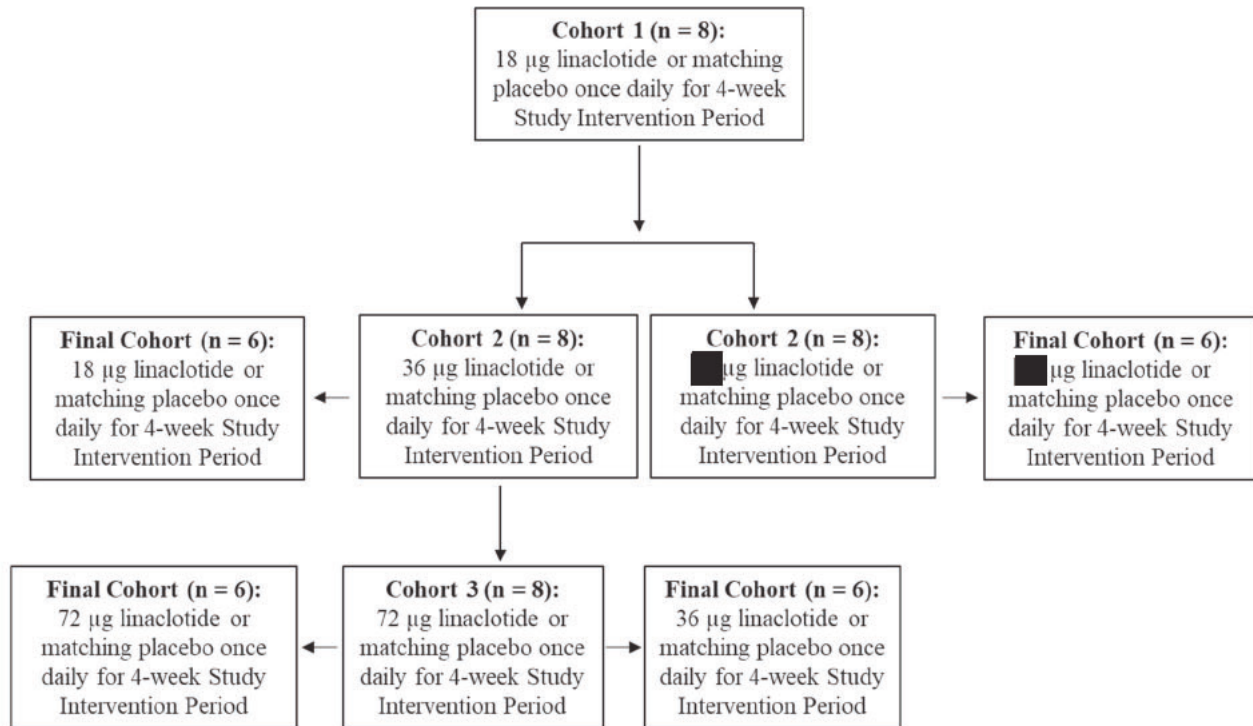 Cohort 1 (n = 8):
18 µg linaclotide or matching
placebo once daily for 4-week
Study Intervention Period
Final Cohort (n = 6):
18 µg linaclotide or
matching placebo once
daily for 4-week Study
Intervention Period
Cohort 2 (n = 8):
36 µg linaclotide or
matching placebo once
daily for 4-week Study
Intervention Period
Cohort 2 (n = 8):
µg linaclotide or
matching placebo once
daily for 4-week Study
Intervention Period
Final Cohort (n = 6):
µg linaclotide or
matching placebo once
daily for 4-week Study
Intervention Period
Final Cohort (n = 6):
72 µg linaclotide or
matching placebo once
daily for 4-week Study
Intervention Period
Cohort 3 (n = 8):
72 µg linaclotide or
matching placebo once
daily for 4-week Study
Intervention Period
Final Cohort (n = 6):
36 µg linaclotide or
matching placebo once
daily for 4-week Study
Intervention Period